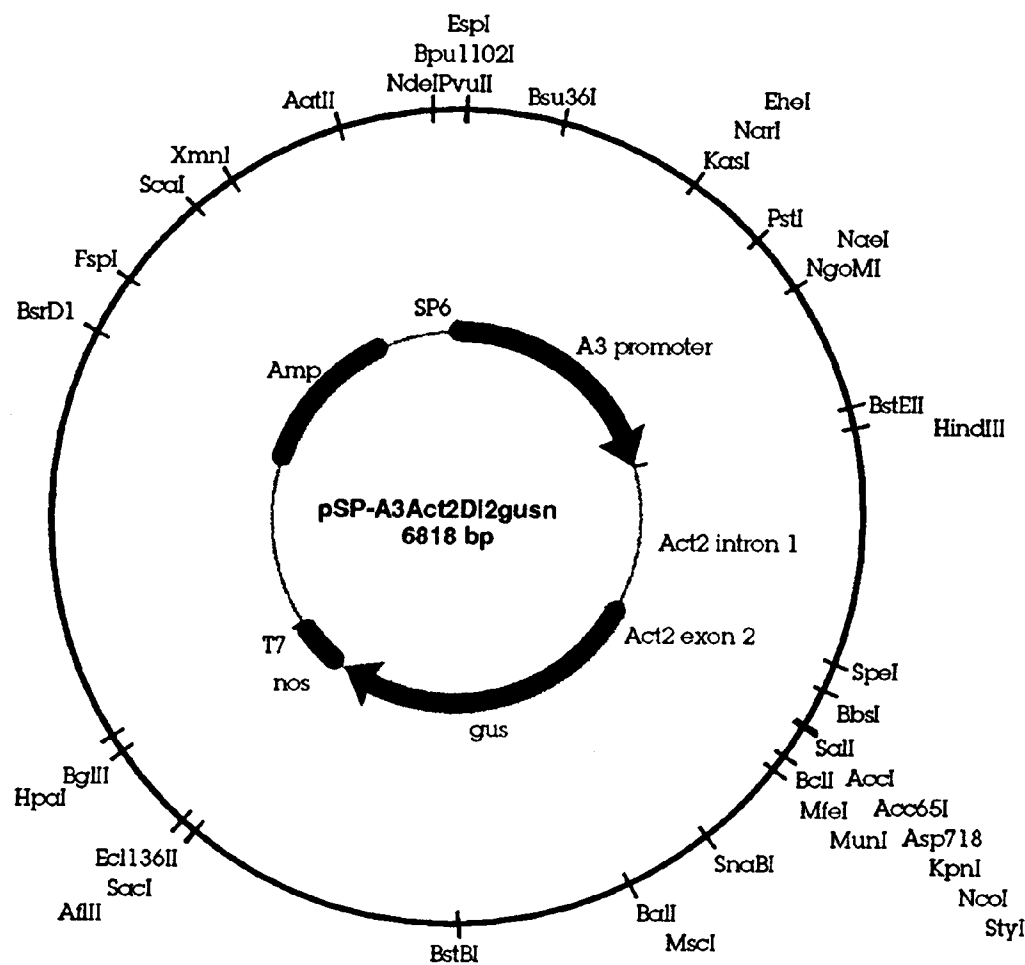 EspI
Bpu1102I
NdeIPvuII
Bsu36I
AatII
EheI
NarI
KasI
XmnI
ScaI
PstI
NaeI
NgoMI
FspI
BsrD1
SP6
A3 promoter
Amp
BstEII
HindIII
pSP-A3Act2DI2gusn
6818 bp
Act2 intron 1
Act2 exon 2
T7
nos
gus
SpeI
BbsI
SalI
BclI AccI
MfeI Acc65I
MunI Asp718
KpnI
NcoI
StyI
SnaBI
BglII
HpaI
Ecl136II
SacI
AflII
BalI
MscI
BstBI